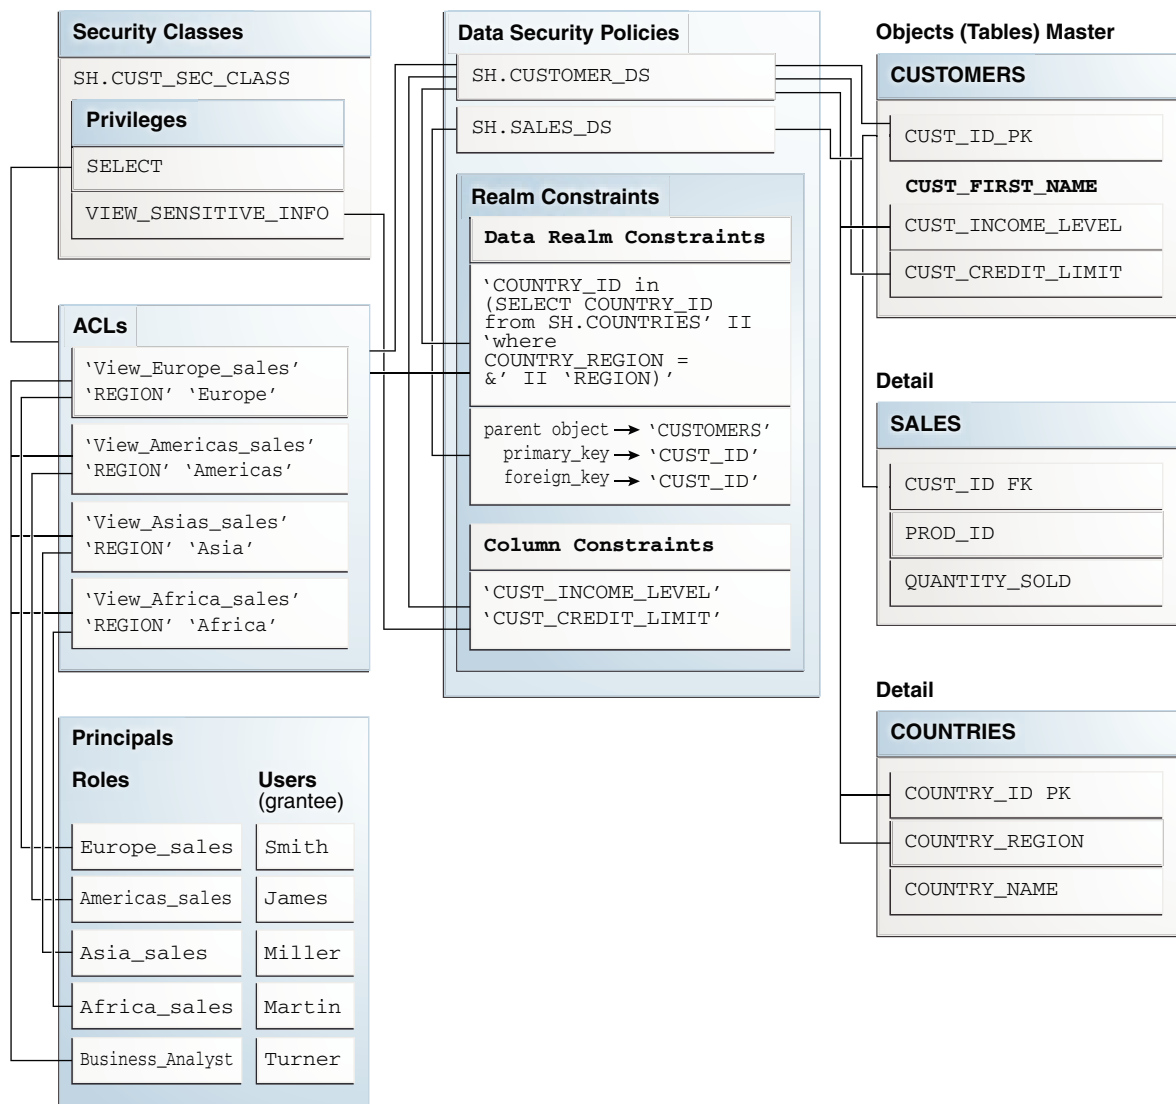 Security Classes
SH.CUST_SEC_CLASS
Privileges
SELECT
VIEW_SENSITIVE_INFO
ACLs
‘View_Europe_sales’
‘REGION’ ‘Europe’
‘View_Americas_sales’
‘REGION’ ‘Americas’
‘View_Asias_sales’
‘REGION’ ‘Asia’
‘View_Africa_sales’
‘REGION’ ‘Africa’
Principals
Roles Users
(grantee)
Europe_sales Smith
Americas_sales James
Asia_sales Miller
Africa_sales Martin
Business_Analyst Turner
Data Security Policies
SH.CUSTOMER_DS
SH.SALES_DS
Realm Constraints
Data Realm Constraints
‘COUNTRY_ID in
(SELECT COUNTRY_ID
from SH.COUNTRIES’ II
‘where
COUNTRY_REGION =
&’ II ‘REGION)’
parent object → ‘CUSTOMERS’
primary_key → ‘CUST_ID’
foreign_key → ‘CUST_ID’
Column Constraints
‘CUST_INCOME_LEVEL’
‘CUST_CREDIT_LIMIT’
Objects (Tables) Master
CUSTOMERS
CUST_ID_PK
CUST_FIRST_NAME
CUST_INCOME_LEVEL
CUST_CREDIT_LIMIT
Detail
SALES
CUST_ID FK
PROD_ID
QUANTITY_SOLD
Detail
COUNTRIES
COUNTRY_ID PK
COUNTRY_REGION
COUNTRY_NAME